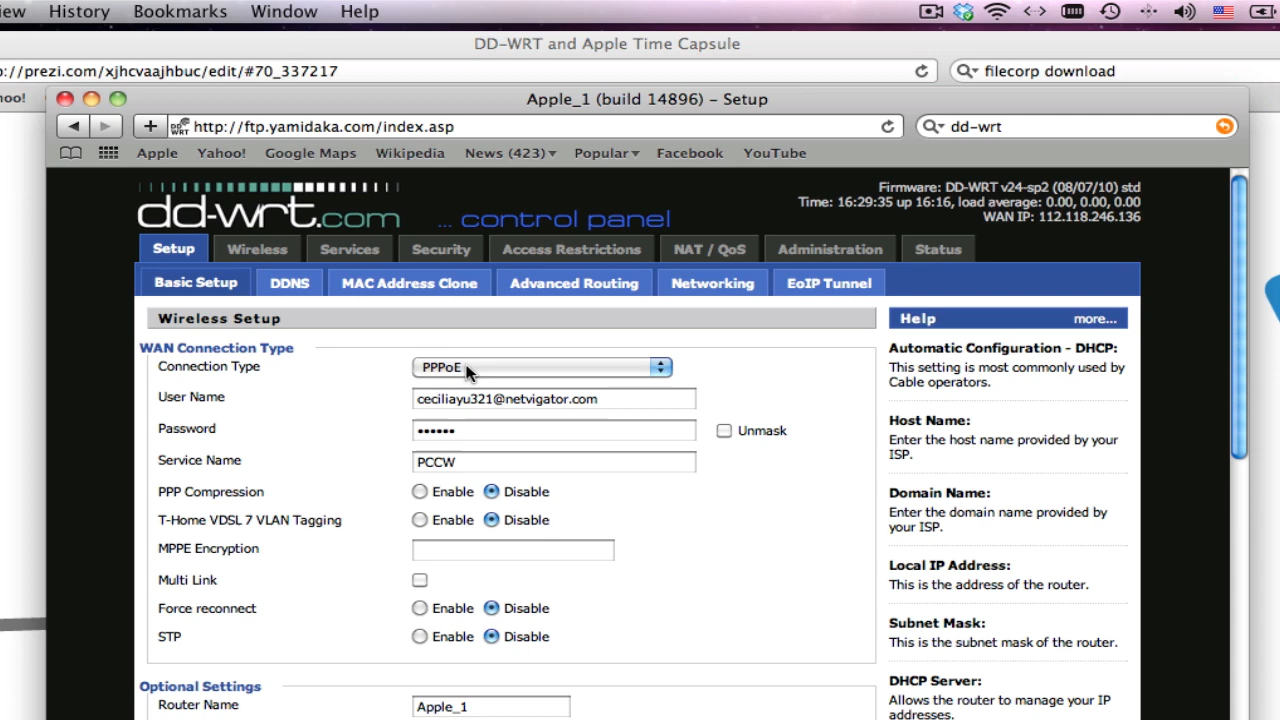 iew History Bookmarks Window Help
DD-WRT and Apple Time Capsule
://prezi.com/xjhcvaajhbuc/edit/#70_337217 filecorp download
oo!
Apple_1 (build 14896) – Setup
http://ftp.yamidaka.com/index.asp dd-wrt
Apple Yahoo! Google Maps Wikipedia News (423) Popular Facebook YouTube
Firmware: DD-WRT v24-sp2 (08/07/10) std
Time: 16:29:35 up 16:16, load average: 0.00, 0.00, 0.00
WAN IP: 112.118.246.136
dd-wrt.com ... control panel
Setup Wireless Services Security Access Restrictions NAT / QoS Administration Status
Basic Setup DDNS MAC Address Clone Advanced Routing Networking EoIP Tunnel
Wireless Setup
WAN Connection Type
Connection Type PPPoE
User Name ceciliayu321@netvigator.com
Password •••••• Unmask
Service Name PCCW
PPP Compression Enable Disable
T-Home VDSL 7 VLAN Tagging Enable Disable
MPPE Encryption
Multi Link
Force reconnect Enable Disable
STP Enable Disable
Optional Settings
Router Name Apple_1
Help more...
Automatic Configuration - DHCP:
This setting is most commonly used by
Cable operators.
Host Name:
Enter the host name provided by your
ISP.
Domain Name:
Enter the domain name provided by
your ISP.
Local IP Address:
This is the address of the router.
Subnet Mask:
This is the subnet mask of the router.
DHCP Server:
Allows the router to manage your IP
addresses.